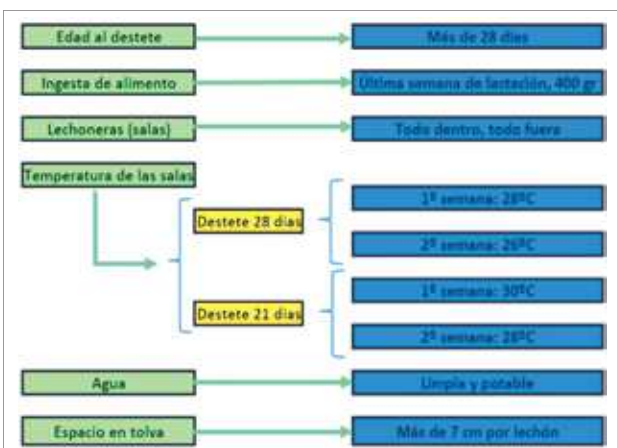 Edad al destete
Más de 28 días
Ingesta de alimento
Última semana de lactación, 400 gr
Lechoneras (salas)
Todo dentro, todo fuera
Temperatura de las salas
Destete 28 días
1ª semana: 28ºC
2ª semana: 26ºC
Destete 21 días
1ª semana: 30ºC
2ª semana: 28ºC
Agua
Limpia y potable
Espacio en tolva
Más de 7 cm por lechón